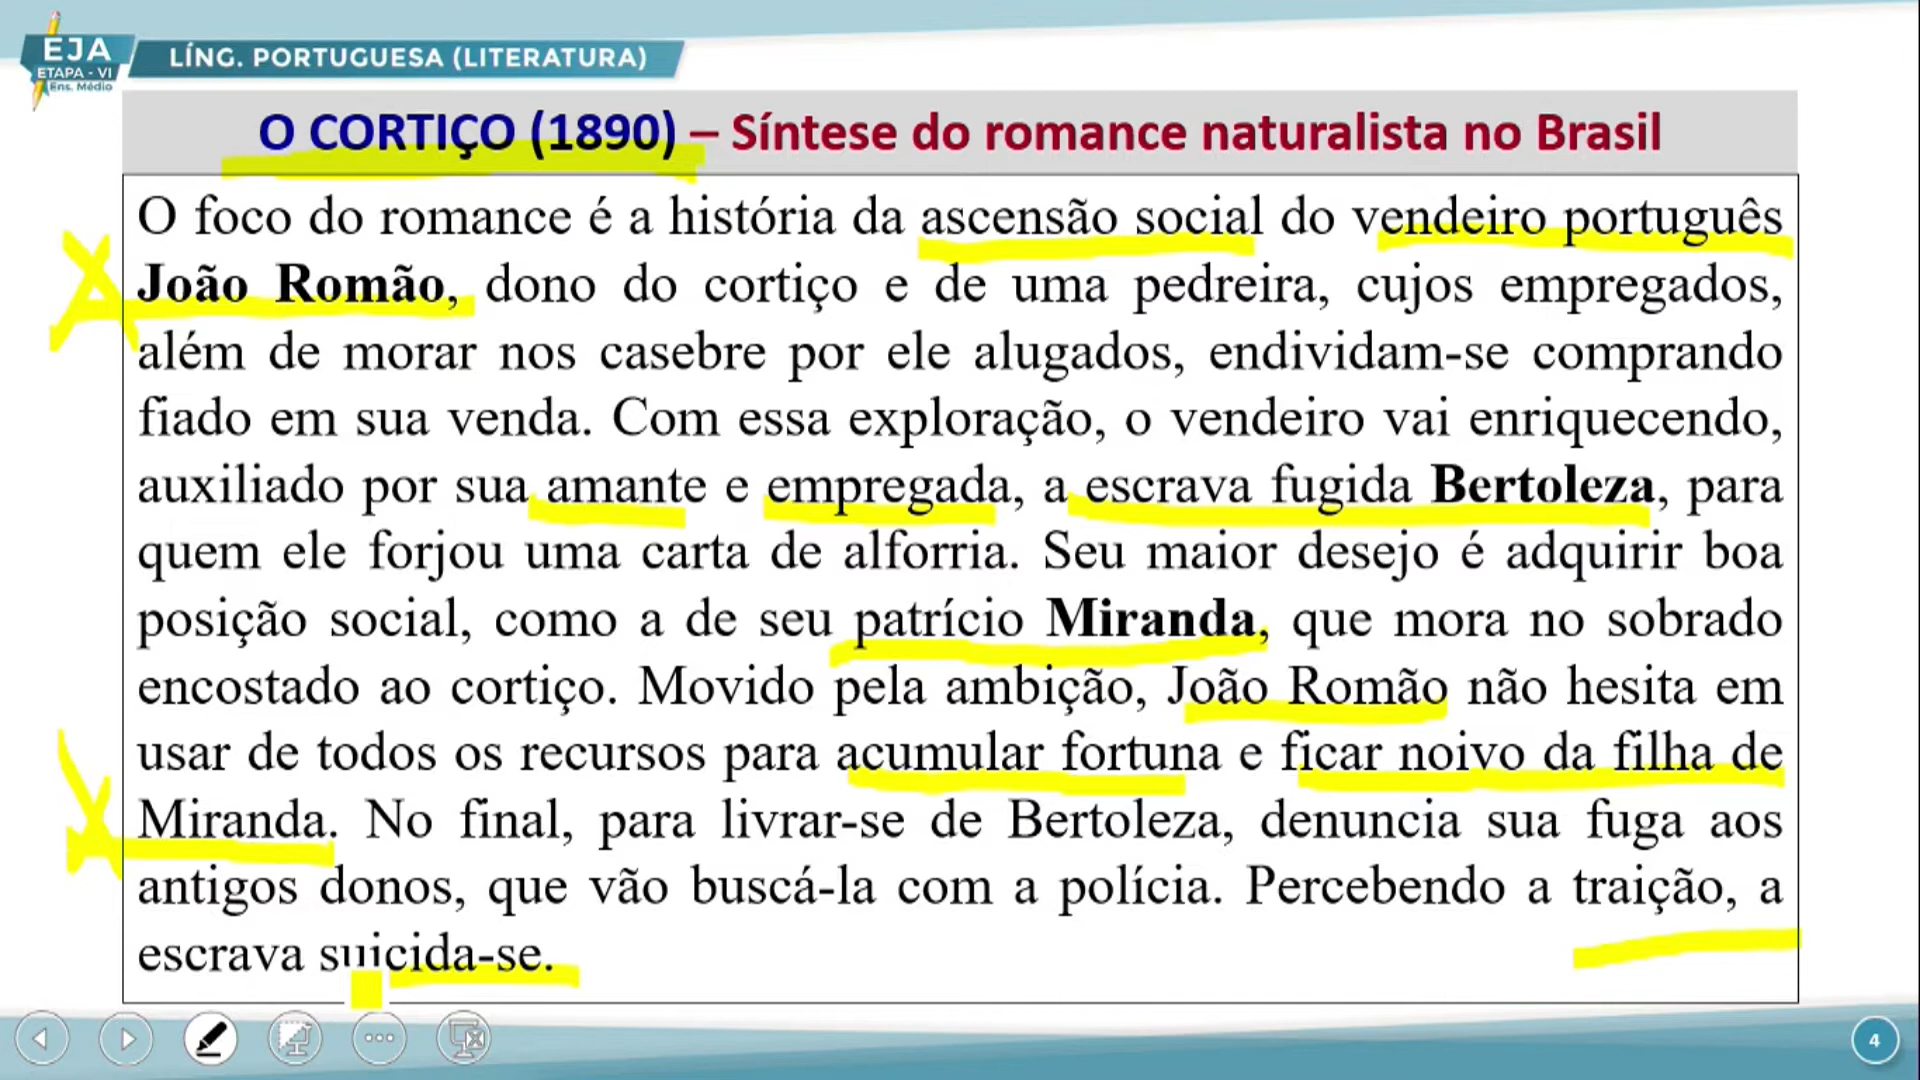 EJA
ETAPA - VI
Ens. Médio
LÍNG. PORTUGUESA (LITERATURA)
O CORTIÇO (1890) – Síntese do romance naturalista no Brasil
O foco do romance é a história da ascensão social do vendeiro português
João Romão, dono do cortiço e de uma pedreira, cujos empregados,
além de morar nos casebre por ele alugados, endividam-se comprando
fiado em sua venda. Com essa exploração, o vendeiro vai enriquecendo,
auxiliado por sua amante e empregada, a escrava fugida Bertoleza, para
quem ele forjou uma carta de alforria. Seu maior desejo é adquirir boa
posição social, como a de seu patrício Miranda, que mora no sobrado
encostado ao cortiço. Movido pela ambição, João Romão não hesita em
usar de todos os recursos para acumular fortuna e ficar noivo da filha de
Miranda. No final, para livrar-se de Bertoleza, denuncia sua fuga aos
antigos donos, que vão buscá-la com a polícia. Percebendo a traição, a
escrava suicida-se.
4